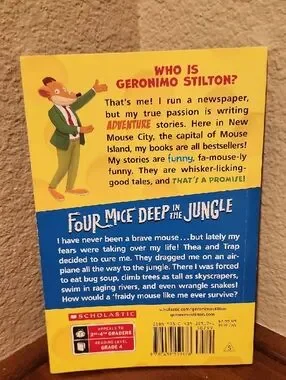 WHO IS
GERONIMO STILTON?
That's me! I run a newspaper,
but my true passion is writing
ADVENTURE stories. Here in New
Mouse City, the capital of Mouse
Island, my books are all bestsellers!
My stories are funny, fa-mouse-ly
funny. They are whisker-licking-
good tales, and THAT'S A PROMISE!
FOUR MICE DEEP IN THE JUNGLE
I have never been a brave mouse...but lately my
fears were taking over my life! Thea and Trap
decided to cure me. They dragged me on an air-
plane all the way to the jungle. There I was forced
to eat bug soup, climb trees as tall as skyscrapers,
swim in raging rivers, and even wrangle snakes!
How would a 'fraidy mouse like me ever survive?
SCHOLASTIC
APPEALS TO
2nd-4th GRADERS
READING LEVEL
GRADE 4